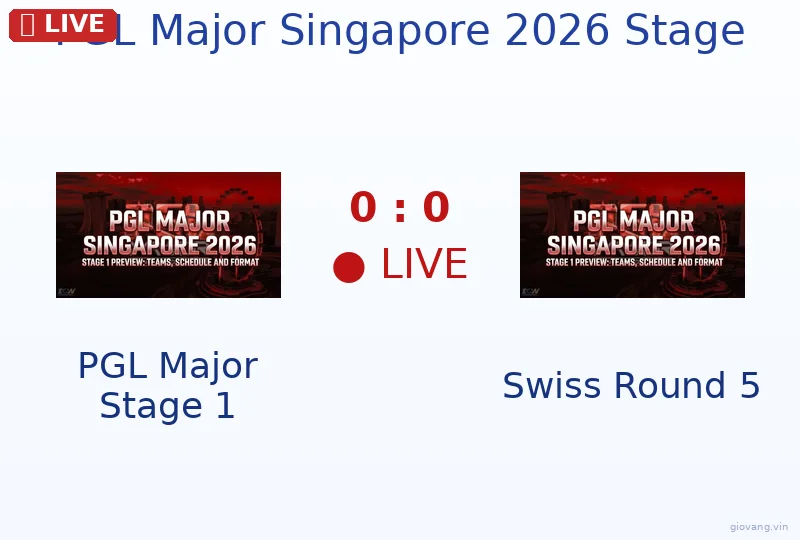 LIVE
PGL Major Singapore 2026 Stage
PGL MAJOR
SINGAPORE 2026
STAGE 1 PREVIEW: TEAMS, SCHEDULE AND FORMAT
0 : 0
● LIVE
PGL MAJOR
SINGAPORE 2026
STAGE 1 PREVIEW: TEAMS, SCHEDULE AND FORMAT
PGL Major
Stage 1
Swiss Round 5
giovang.vin